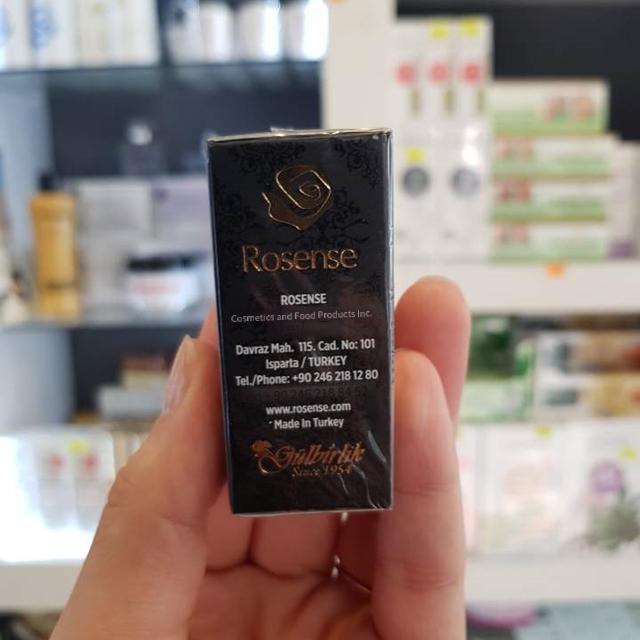 Rosense
ROSENSE
Cosmetics and Food Products Inc.
Davraz Mah. 115. Cad. No: 101
Isparta / TURKEY
Tel./Phone: +90 246 218 12 80
www.rosense.com
Made In Turkey
Gülbirlik
Since 1954